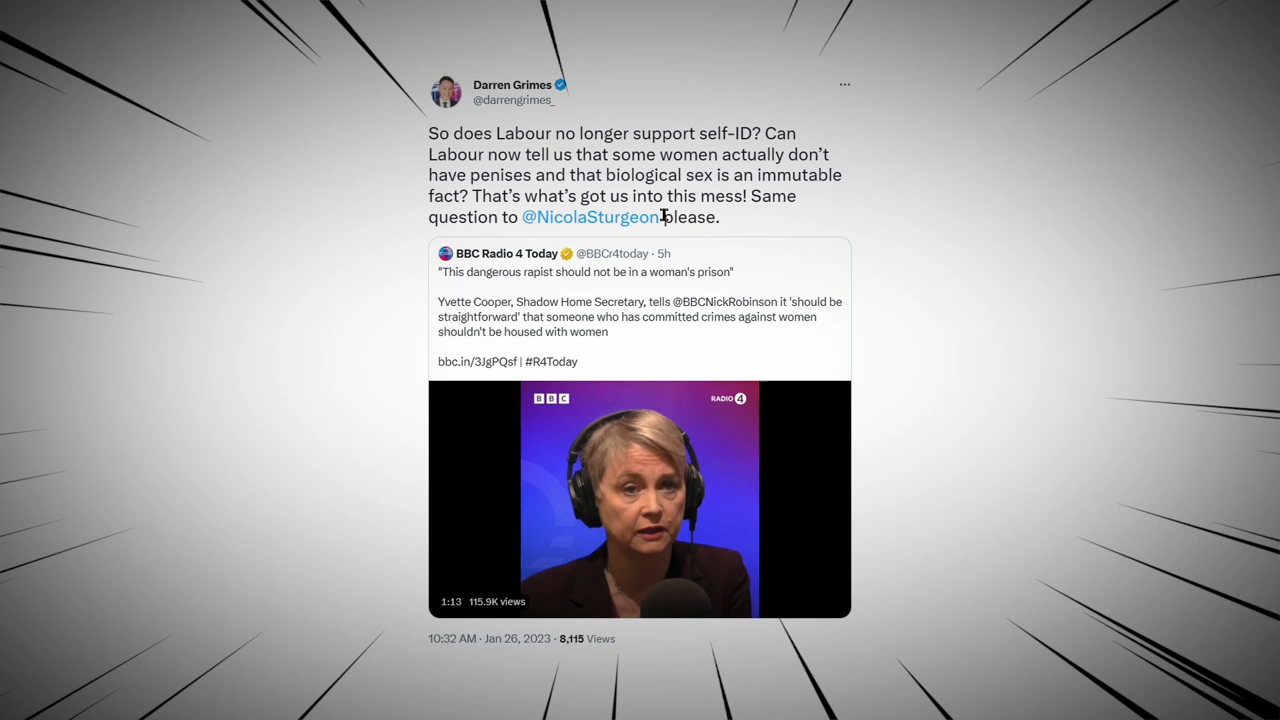 Darren Grimes
@darrengrimes_
So does Labour no longer support self-ID? Can
Labour now tell us that some women actually don't
have penises and that biological sex is an immutable
fact? That's what's got us into this mess! Same
question to @NicolaSturgeon please.
BBC Radio 4 Today @BBCr4today · 5h
"This dangerous rapist should not be in a woman's prison"
Yvette Cooper, Shadow Home Secretary, tells @BBCNickRobinson it 'should be
straightforward' that someone who has committed crimes against women
shouldn't be housed with women
bbc.in/3JgPQsf | #R4Today
BBC RADIO 4
1:13 115.9K views
10:32 AM · Jan 26, 2023 · 8,115 Views